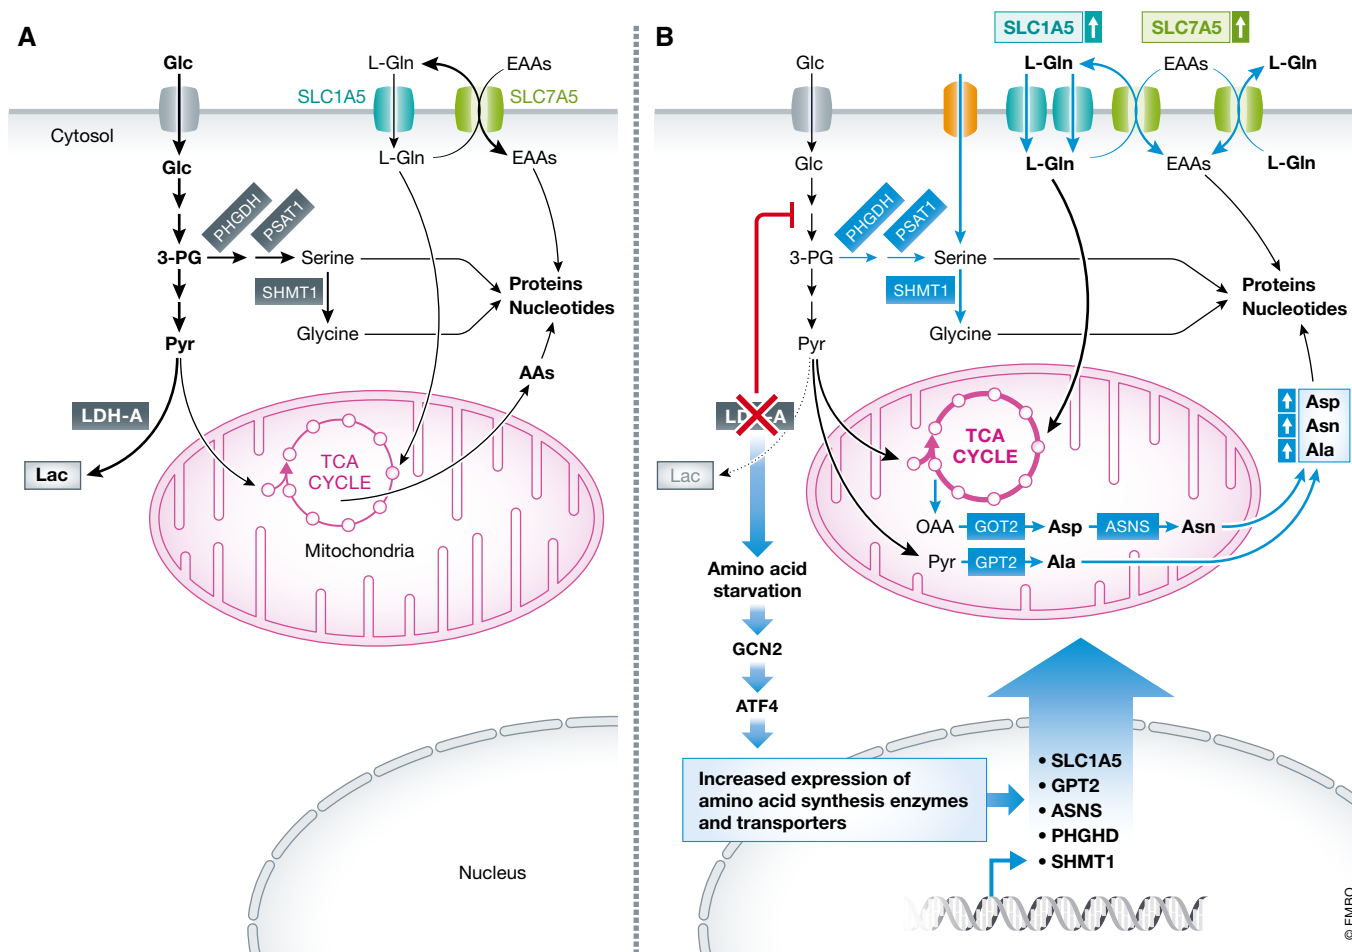 A
Glc
L-Gln
EAAs
SLC1A5
SLC7A5
Cytosol
Glc
L-Gln
EAAs
PHGDH
PSAT1
3-PG
Serine
SHMT1
Glycine
Proteins
Nucleotides
Pyr
AAs
LDH-A
Lac
TCA
CYCLE
Mitochondria
Nucleus
B
SLC1A5
SLC7A5
Glc
L-Gln
EAAs
L-Gln
Glc
L-Gln
EAAs
L-Gln
PHGDH
PSAT1
3-PG
Serine
SHMT1
Glycine
Proteins
Nucleotides
Pyr
LDH-A
Lac
TCA
CYCLE
Asp
Asn
Ala
OAA
GOT2
Asp
ASNS
Asn
Pyr
GPT2
Ala
Amino acid
starvation
GCN2
ATF4
Increased expression of
amino acid synthesis enzymes
and transporters
• SLC1A5
• GPT2
• ASNS
• PHGHD
• SHMT1
© EMBO